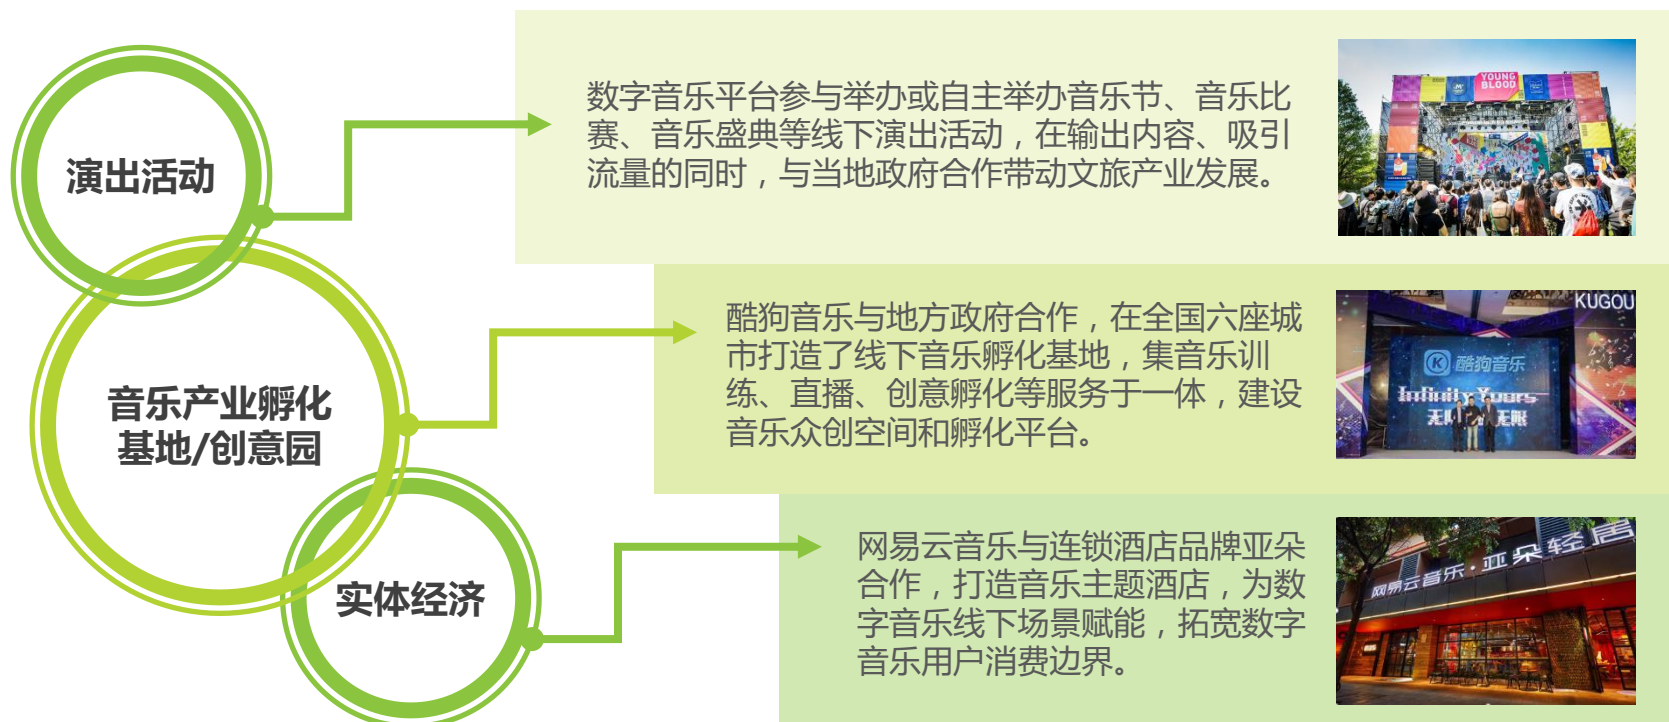 演出活动
数字音乐平台参与举办或自主举办音乐节、音乐比
赛、音乐盛典等线下演出活动，在输出内容、吸引
流量的同时，与当地政府合作带动文旅产业发展。
YOUNG
BLOOD
音乐产业孵化
基地/创意园
酷狗音乐与地方政府合作，在全国六座城
市打造了线下音乐孵化基地，集音乐训
练、直播、创意孵化等服务于一体，建设
音乐众创空间和孵化平台。
KUGOU
K 酷狗音乐
Infinity Yours
无限
实体经济
网易云音乐与连锁酒店品牌亚朵
合作，打造音乐主题酒店，为数
字音乐线下场景赋能，拓宽数字
音乐用户消费边界。
网易云音乐·亚朵轻居